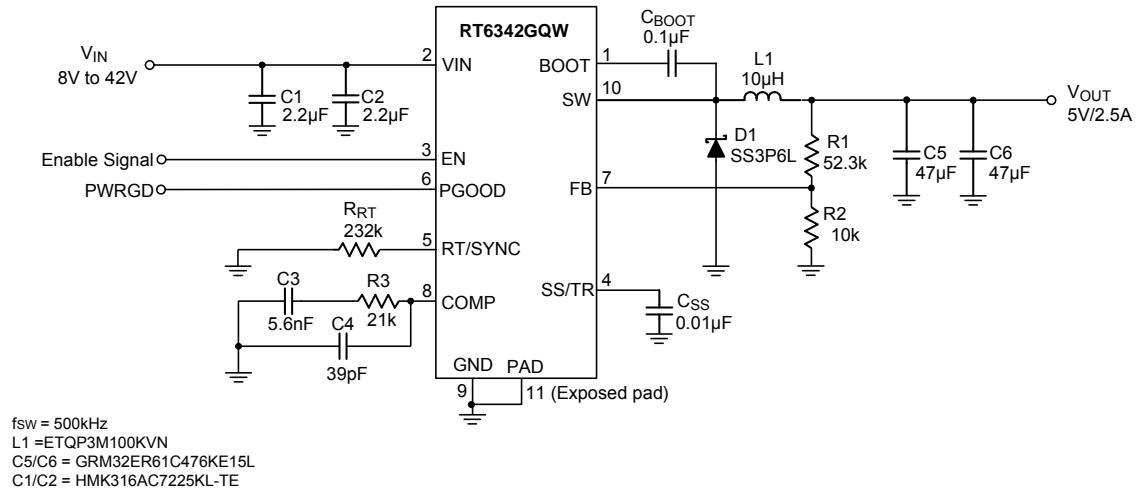 RT6342GQW
CBOOT
0.1µF
VIN
8V to 42V
2
VIN
BOOT
1
L1
10µH
SW
10
VOUT
5V/2.5A
C1
2.2µF
C2
2.2µF
D1
SS3P6L
R1
52.3k
C5
47µF
C6
47µF
Enable Signal
3
EN
PWRGD
6
PGOOD
FB
7
R2
10k
RRT
232k
5
RT/SYNC
C3
5.6nF
R3
21k
8
COMP
SS/TR
4
CSS
0.01µF
C4
39pF
GND
PAD
9
11 (Exposed pad)
fSW = 500kHz
L1 =ETQP3M100KVN
C5/C6 = GRM32ER61C476KE15L
C1/C2 = HMK316AC7225KL-TE